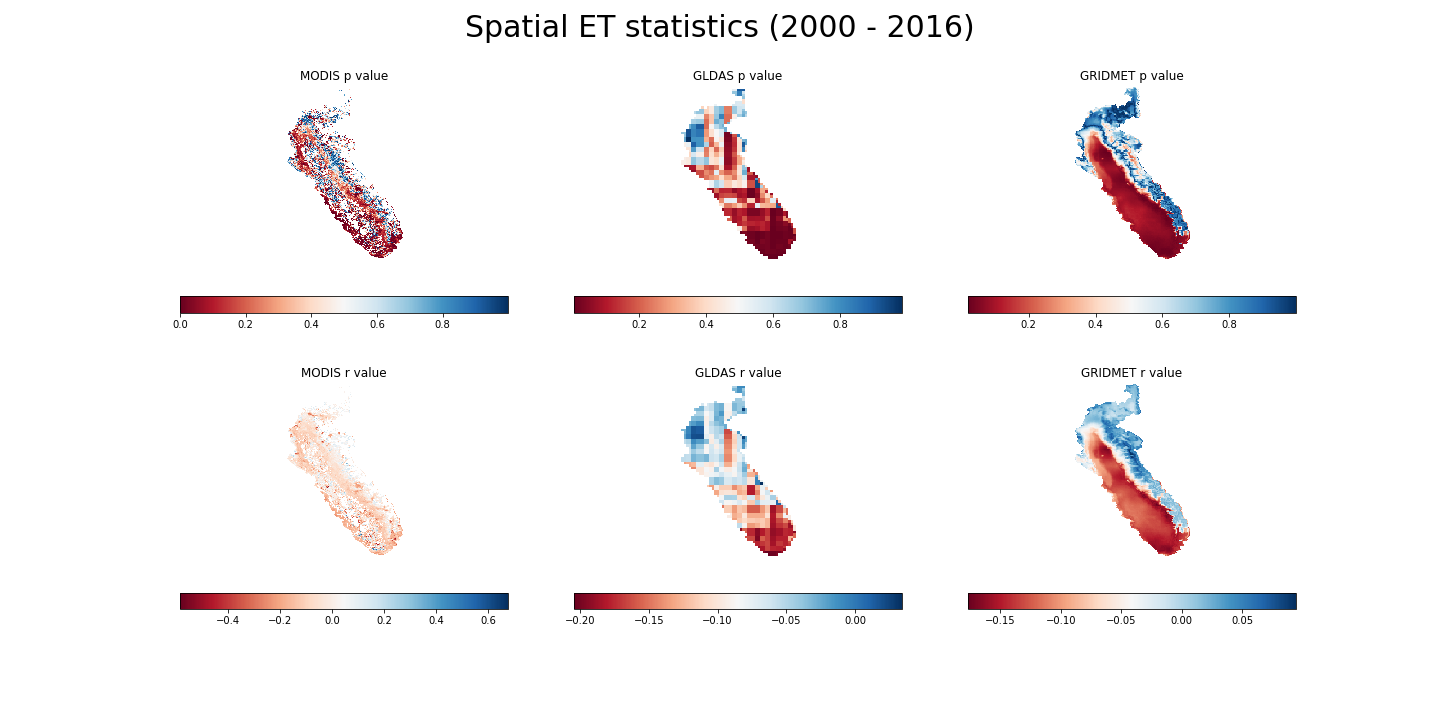 Spatial ET statistics (2000 - 2016)
MODIS p value
GLDAS p value
GRIDMET p value
0.0 0.2 0.4 0.6 0.8
0.2 0.4 0.6 0.8
0.2 0.4 0.6 0.8
MODIS r value
GLDAS r value
GRIDMET r value
−0.4 −0.2 0.0 0.2 0.4 0.6
−0.20 −0.15 −0.10 −0.05 0.00
−0.15 −0.10 −0.05 0.00 0.05